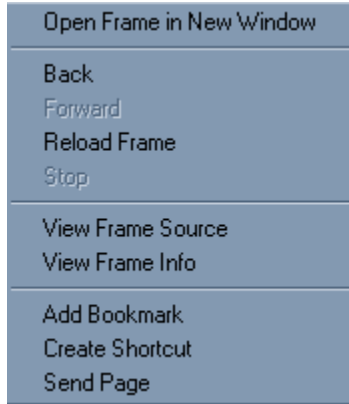 Open Frame in New Window
Back
Forward
Reload Frame
Stop
View Frame Source
View Frame Info
Add Bookmark
Create Shortcut
Send Page